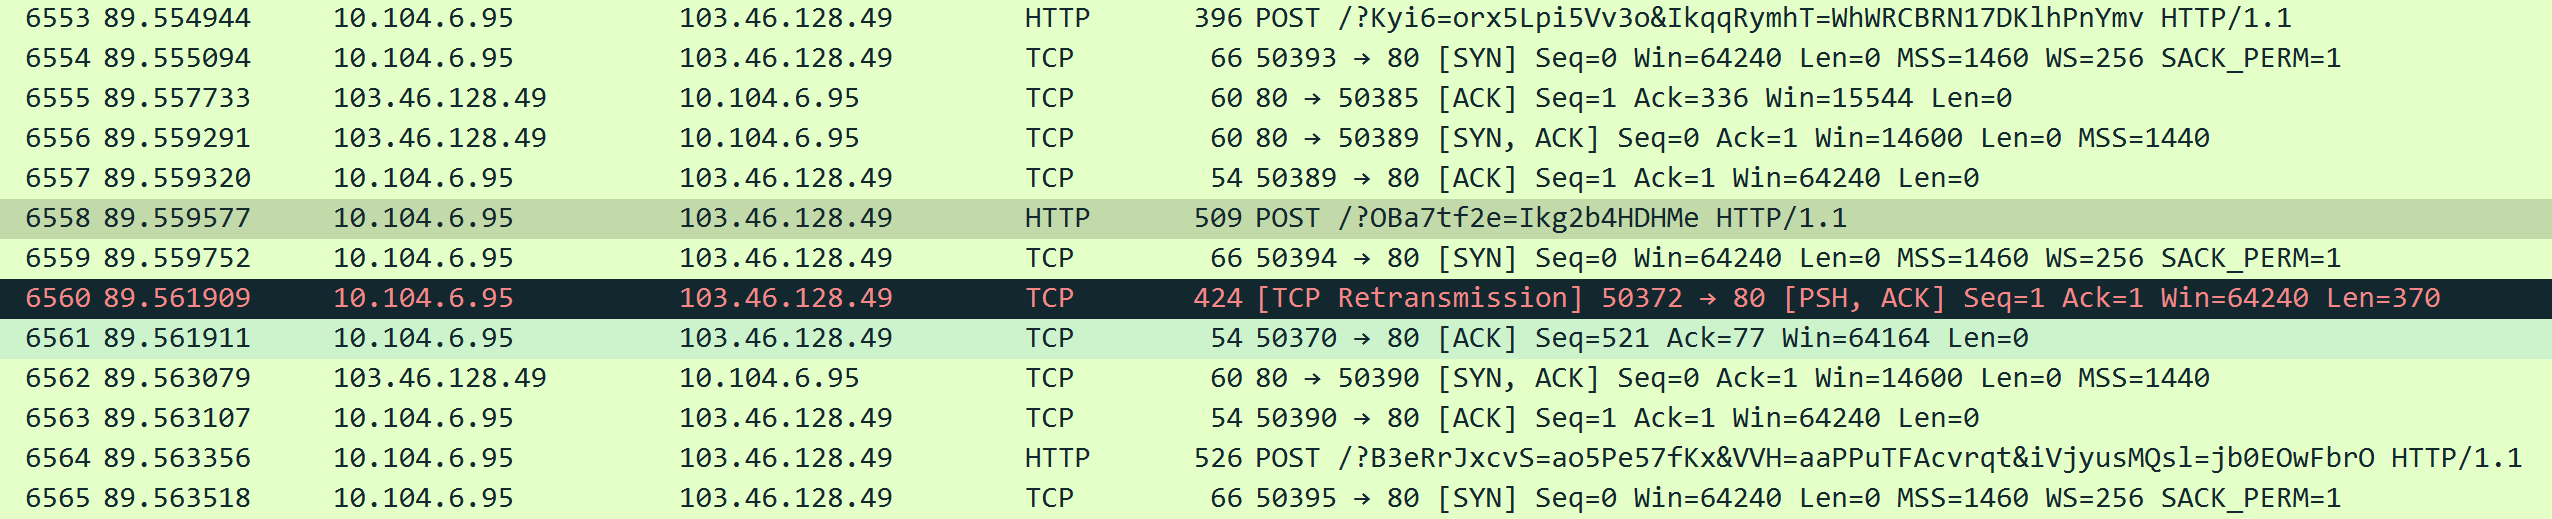 6553 89.554944 10.104.6.95 103.46.128.49 HTTP 396 POST /?Kyi6=orx5Lpi5Vv3o&IkqqRymhT=WhWRCBRN17DKlhPnYmv HTTP/1.1
6554 89.555094 10.104.6.95 103.46.128.49 TCP 66 50393 → 80 [SYN] Seq=0 Win=64240 Len=0 MSS=1460 WS=256 SACK_PERM=1
6555 89.557733 103.46.128.49 10.104.6.95 TCP 60 80 → 50385 [ACK] Seq=1 Ack=336 Win=15544 Len=0
6556 89.559291 103.46.128.49 10.104.6.95 TCP 60 80 → 50389 [SYN, ACK] Seq=0 Ack=1 Win=14600 Len=0 MSS=1440
6557 89.559320 10.104.6.95 103.46.128.49 TCP 54 50389 → 80 [ACK] Seq=1 Ack=1 Win=64240 Len=0
6558 89.559577 10.104.6.95 103.46.128.49 HTTP 509 POST /?OBa7tf2e=Ikg2b4HDHMe HTTP/1.1
6559 89.559752 10.104.6.95 103.46.128.49 TCP 66 50394 → 80 [SYN] Seq=0 Win=64240 Len=0 MSS=1460 WS=256 SACK_PERM=1
6560 89.561909 10.104.6.95 103.46.128.49 TCP 424 [TCP Retransmission] 50372 → 80 [PSH, ACK] Seq=1 Ack=1 Win=64240 Len=370
6561 89.561911 10.104.6.95 103.46.128.49 TCP 54 50370 → 80 [ACK] Seq=521 Ack=77 Win=64164 Len=0
6562 89.563079 103.46.128.49 10.104.6.95 TCP 60 80 → 50390 [SYN, ACK] Seq=0 Ack=1 Win=14600 Len=0 MSS=1440
6563 89.563107 10.104.6.95 103.46.128.49 TCP 54 50390 → 80 [ACK] Seq=1 Ack=1 Win=64240 Len=0
6564 89.563356 10.104.6.95 103.46.128.49 HTTP 526 POST /?B3eRrJxcvS=ao5Pe57fKx&VVH=aaPPuTFAcvrqt&iVjyusMQsl=jb0EOwFbrO HTTP/1.1
6565 89.563518 10.104.6.95 103.46.128.49 TCP 66 50395 → 80 [SYN] Seq=0 Win=64240 Len=0 MSS=1460 WS=256 SACK_PERM=1